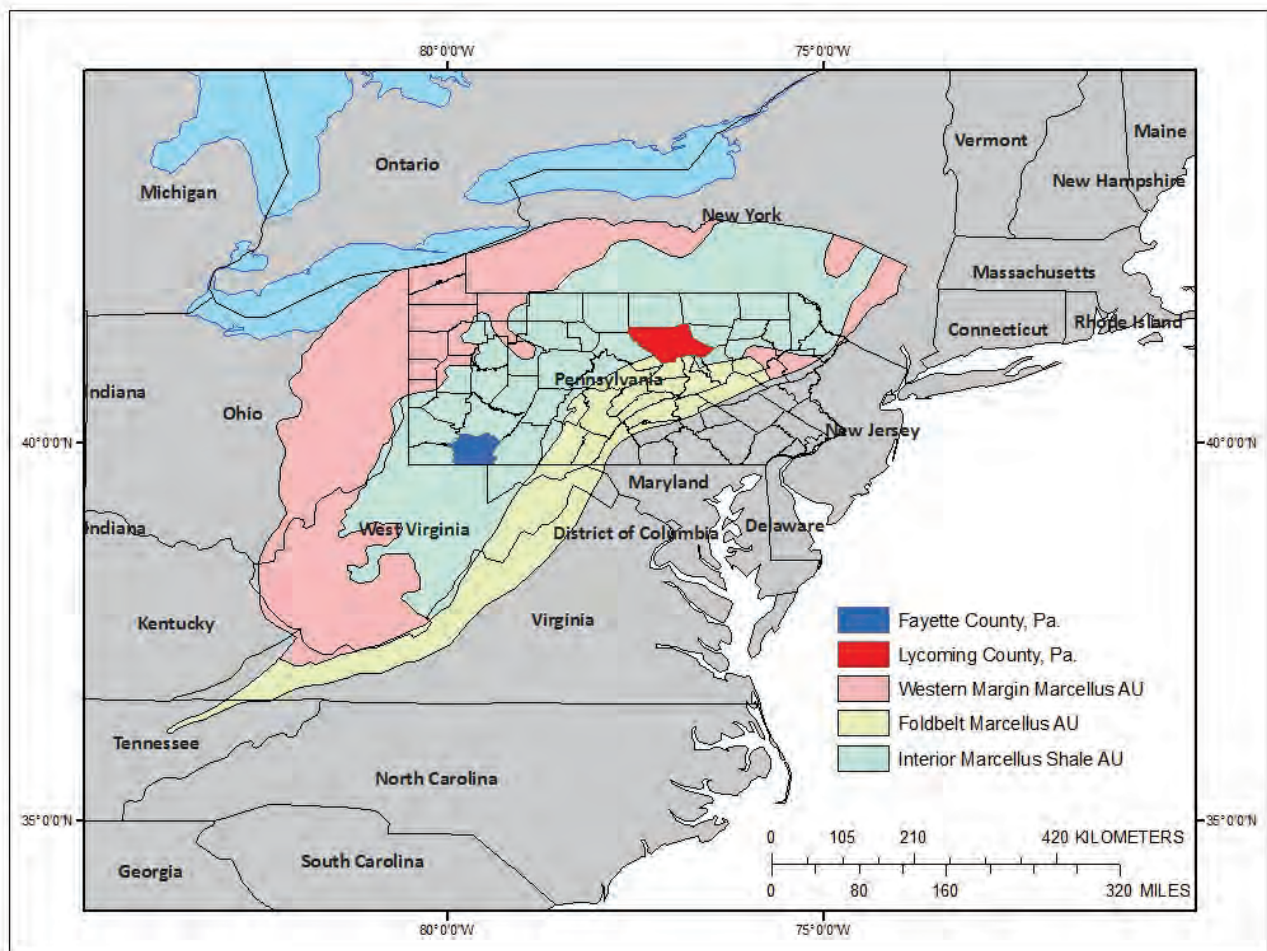 80°0'0"W 75°0'0"W
Maine
Vermont
Ontario
New Hampshire
Michigan
New York
Massachusetts
Rhode Island
Connecticut
Pennsylvania
Indiana
Ohio
New Jersey
40°0'0"N 40°0'0"N
Maryland
Delaware
Indiana
West Virginia
District of Columbia
Kentucky
Virginia
Fayette County, Pa.
Lycoming County, Pa.
Western Margin Marcellus AU
Foldbelt Marcellus AU
Interior Marcellus Shale AU
Tennessee
North Carolina
35°0'0"N 35°0'0"N
0 105 210 420 KILOMETERS
South Carolina
Georgia
0 80 160 320 MILES
80°0'0"W 75°0'0"W